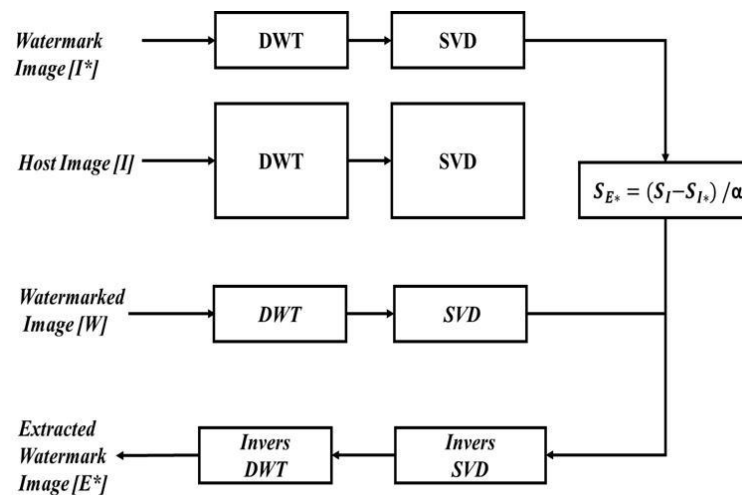 Watermark
Image [I*]
DWT
SVD
Host Image [I]
DWT
SVD
S_{E*} = (S_I−S_{I*}) /α
Watermarked
Image [W]
DWT
SVD
Extracted
Watermark
Image [E*]
Invers
DWT
Invers
SVD